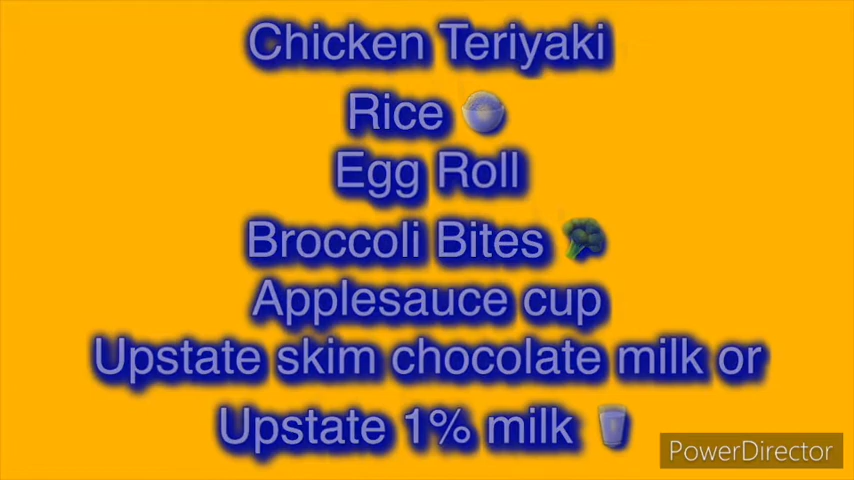 Chicken Teriyaki
Rice 🍚
Egg Roll
Broccoli Bites 🥦
Applesauce cup
Upstate skim chocolate milk or
Upstate 1% milk 🥛
PowerDirector